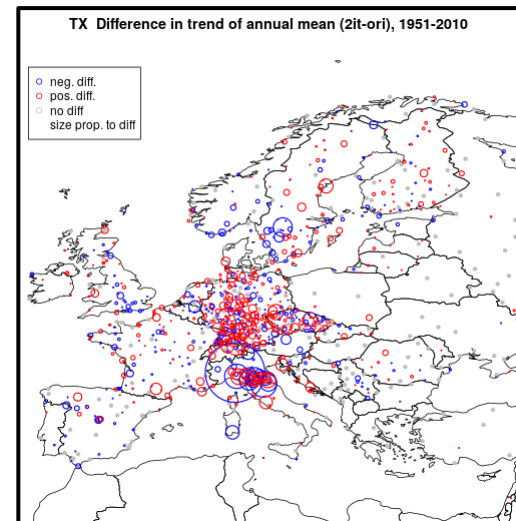 TX Difference in trend of annual mean (2it-ori), 1951-2010
neg. diff.
pos. diff.
no diff
size prop. to diff